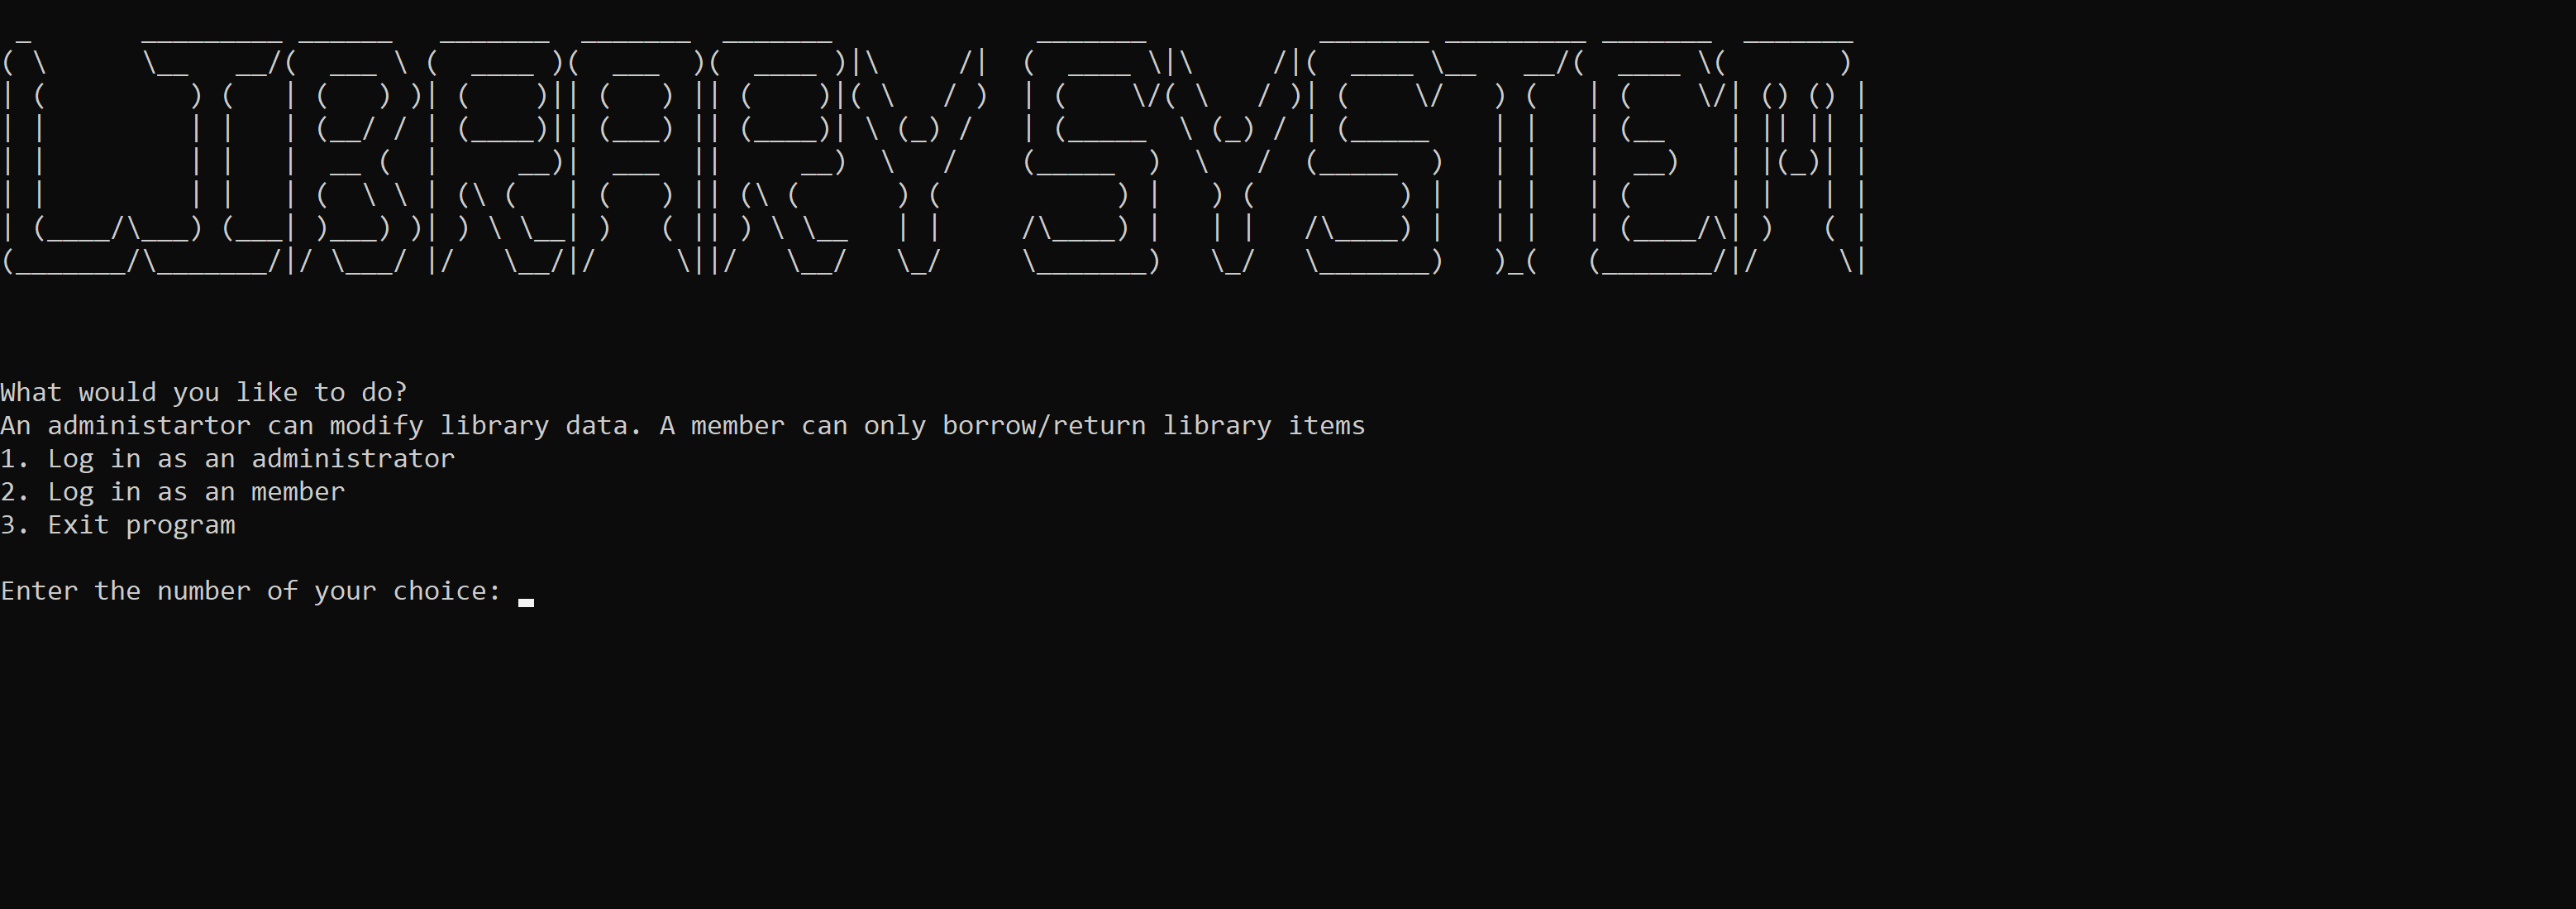 LIBRARY SYSTEM
What would you like to do?
An administartor can modify library data. A member can only borrow/return library items
1. Log in as an administrator
2. Log in as an member
3. Exit program
Enter the number of your choice: